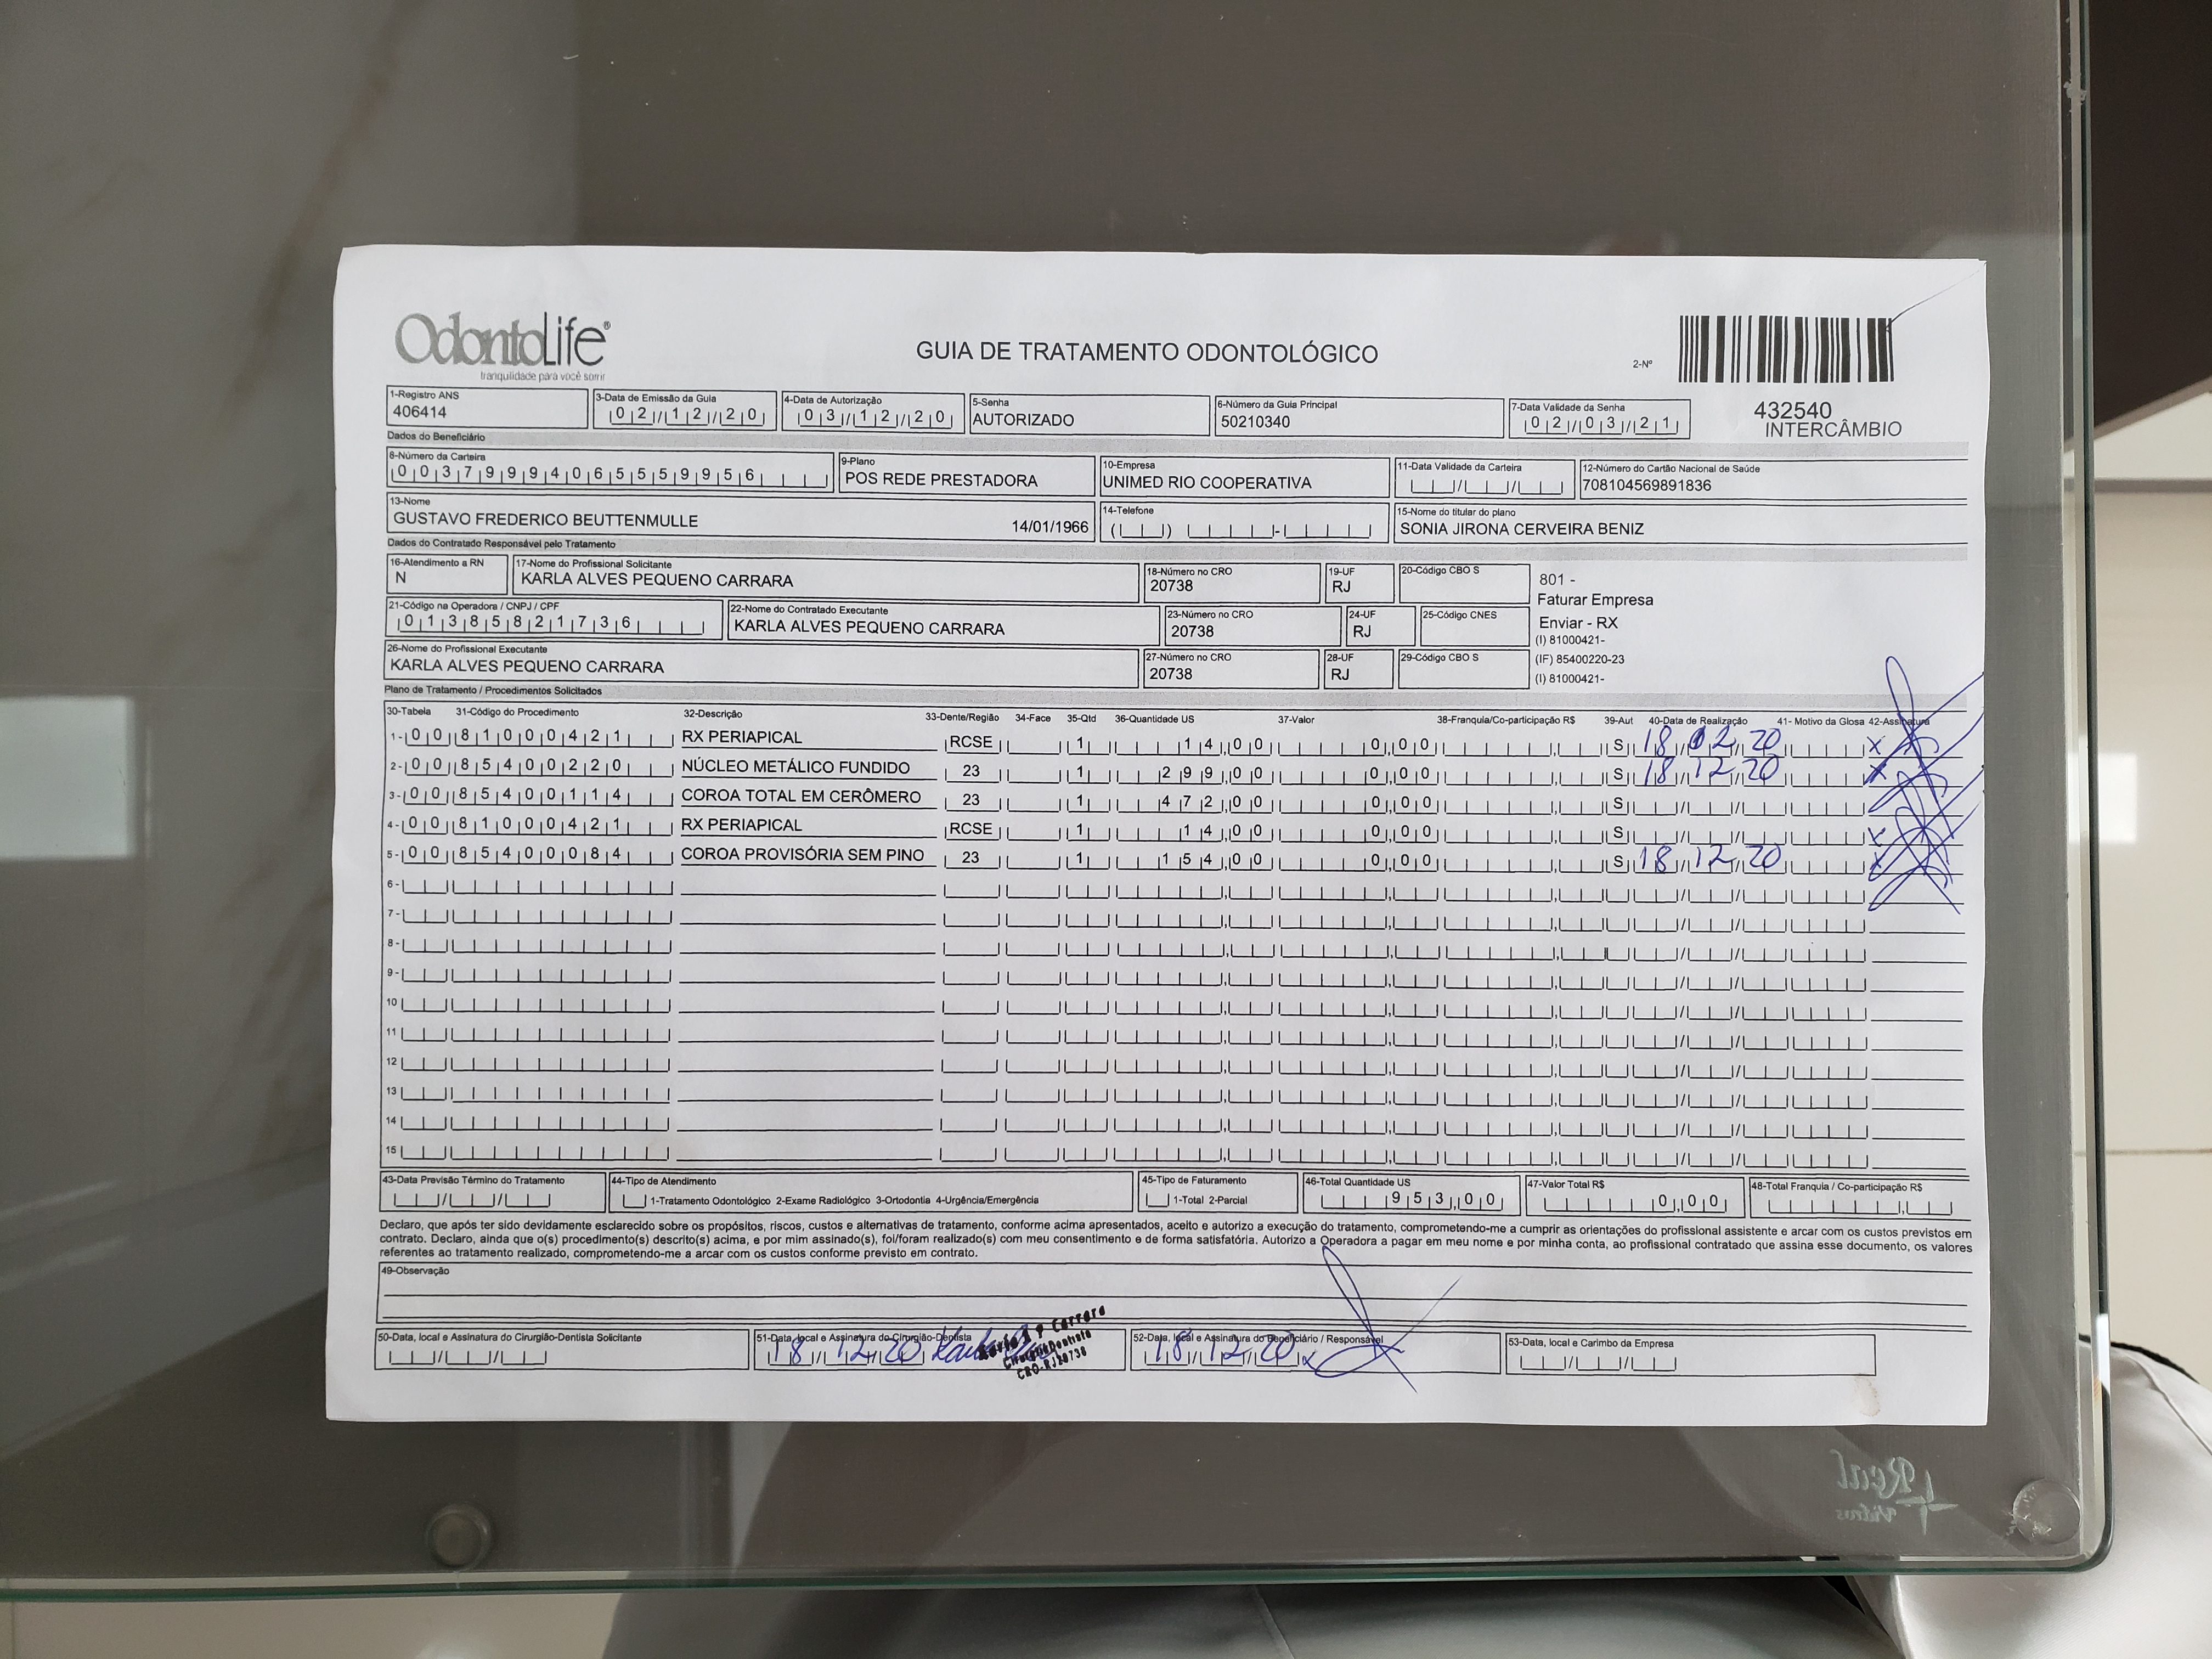 OdontoLife®
tranquilidade para você sorrir
GUIA DE TRATAMENTO ODONTOLÓGICO
2-Nº
432540
INTERCÂMBIO
1-Registro ANS
406414
3-Data de Emissão da Guia
02/12/20
4-Data de Autorização
03/12/20
5-Senha
AUTORIZADO
6-Número da Guia Principal
50210340
7-Data Validade da Senha
02/03/21
Dados do Beneficiário
8-Número da Carteira
00379994065559956
9-Plano
POS REDE PRESTADORA
10-Empresa
UNIMED RIO COOPERATIVA
11-Data Validade da Carteira
12-Número do Cartão Nacional de Saúde
708104569891836
13-Nome
GUSTAVO FREDERICO BEUTTENMULLE 14/01/1966
14-Telefone
15-Nome do titular do plano
SONIA JIRONA CERVEIRA BENIZ
Dados do Contratado Responsável pelo Tratamento
16-Atendimento a RN
N
17-Nome do Profissional Solicitante
KARLA ALVES PEQUENO CARRARA
18-Número no CRO
20738
19-UF
RJ
20-Código CBO S
21-Código na Operadora / CNPJ / CPF
01385821736
22-Nome do Contratado Executante
KARLA ALVES PEQUENO CARRARA
23-Número no CRO
20738
24-UF
RJ
25-Código CNES
26-Nome do Profissional Executante
KARLA ALVES PEQUENO CARRARA
27-Número no CRO
20738
28-UF
RJ
29-Código CBO S
801 -
Faturar Empresa
Enviar - RX
(I) 81000421-
(IF) 85400220-23
(I) 81000421-
Plano de Tratamento / Procedimentos Solicitados
30-Tabela 31-Código do Procedimento 32-Descrição 33-Dente/Região 34-Face 35-Qtd 36-Quantidade US 37-Valor 38-Franquia/Co-participação R$ 39-Aut 40-Data de Realização 41- Motivo da Glosa 42-Assinatura
1- 00 81000421 RX PERIAPICAL RCSE 1 14,00 0,00 S 18/02/20 x
2- 00 85400220 NÚCLEO METÁLICO FUNDIDO 23 1 299,00 0,00 S 18/12/20 x
3- 00 85400114 COROA TOTAL EM CERÔMERO 23 1 472,00 0,00 S
4- 00 81000421 RX PERIAPICAL RCSE 1 14,00 0,00 S x
5- 00 85400084 COROA PROVISÓRIA SEM PINO 23 1 154,00 0,00 S 18/12/20 x
6-
7-
8-
9-
10
11
12
13
14
15
43-Data Previsão Término do Tratamento
44-Tipo de Atendimento
1-Tratamento Odontológico 2-Exame Radiológico 3-Ortodontia 4-Urgência/Emergência
45-Tipo de Faturamento
1-Total 2-Parcial
46-Total Quantidade US
953,00
47-Valor Total R$
0,00
48-Total Franquia / Co-participação R$
Declaro, que após ter sido devidamente esclarecido sobre os propósitos, riscos, custos e alternativas de tratamento, conforme acima apresentados, aceito e autorizo a execução do tratamento, comprometendo-me a cumprir as orientações do profissional assistente e arcar com os custos previstos em
contrato. Declaro, ainda que o(s) procedimento(s) descrito(s) acima, e por mim assinado(s), foi/foram realizado(s) com meu consentimento e de forma satisfatória. Autorizo a Operadora a pagar em meu nome e por minha conta, ao profissional contratado que assina esse documento, os valores
referentes ao tratamento realizado, comprometendo-me a arcar com os custos conforme previsto em contrato.
49-Observação
50-Data, local e Assinatura do Cirurgião-Dentista Solicitante
51-Data, local e Assinatura do Cirurgião-Dentista
18/12/20
Karla A P Carrara
Cirurgiã Dentista
CRO-RJ20738
52-Data, local e Assinatura do Beneficiário / Responsável
18/12/20 x
53-Data, local e Carimbo da Empresa
Real
Vidros